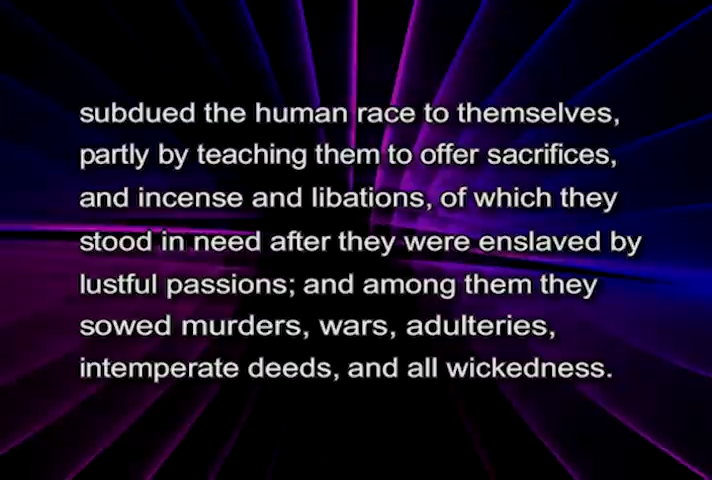 subdued the human race to themselves,
partly by teaching them to offer sacrifices,
and incense and libations, of which they
stood in need after they were enslaved by
lustful passions; and among them they
sowed murders, wars, adulteries,
intemperate deeds, and all wickedness.